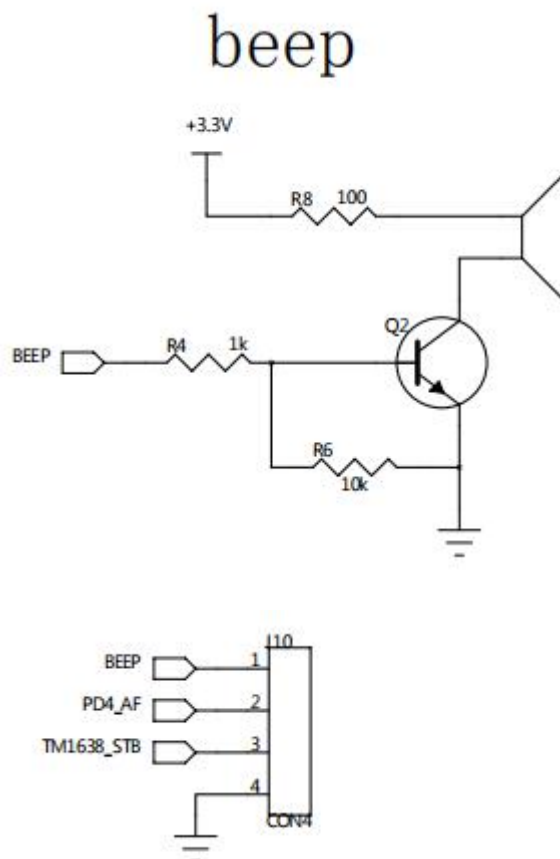 beep
+3.3V
R8 100
Q2
BEEP R4 1k
R6
10k
J10
BEEP 1
PD4_AF 2
TM1638_STB 3
4
CON4